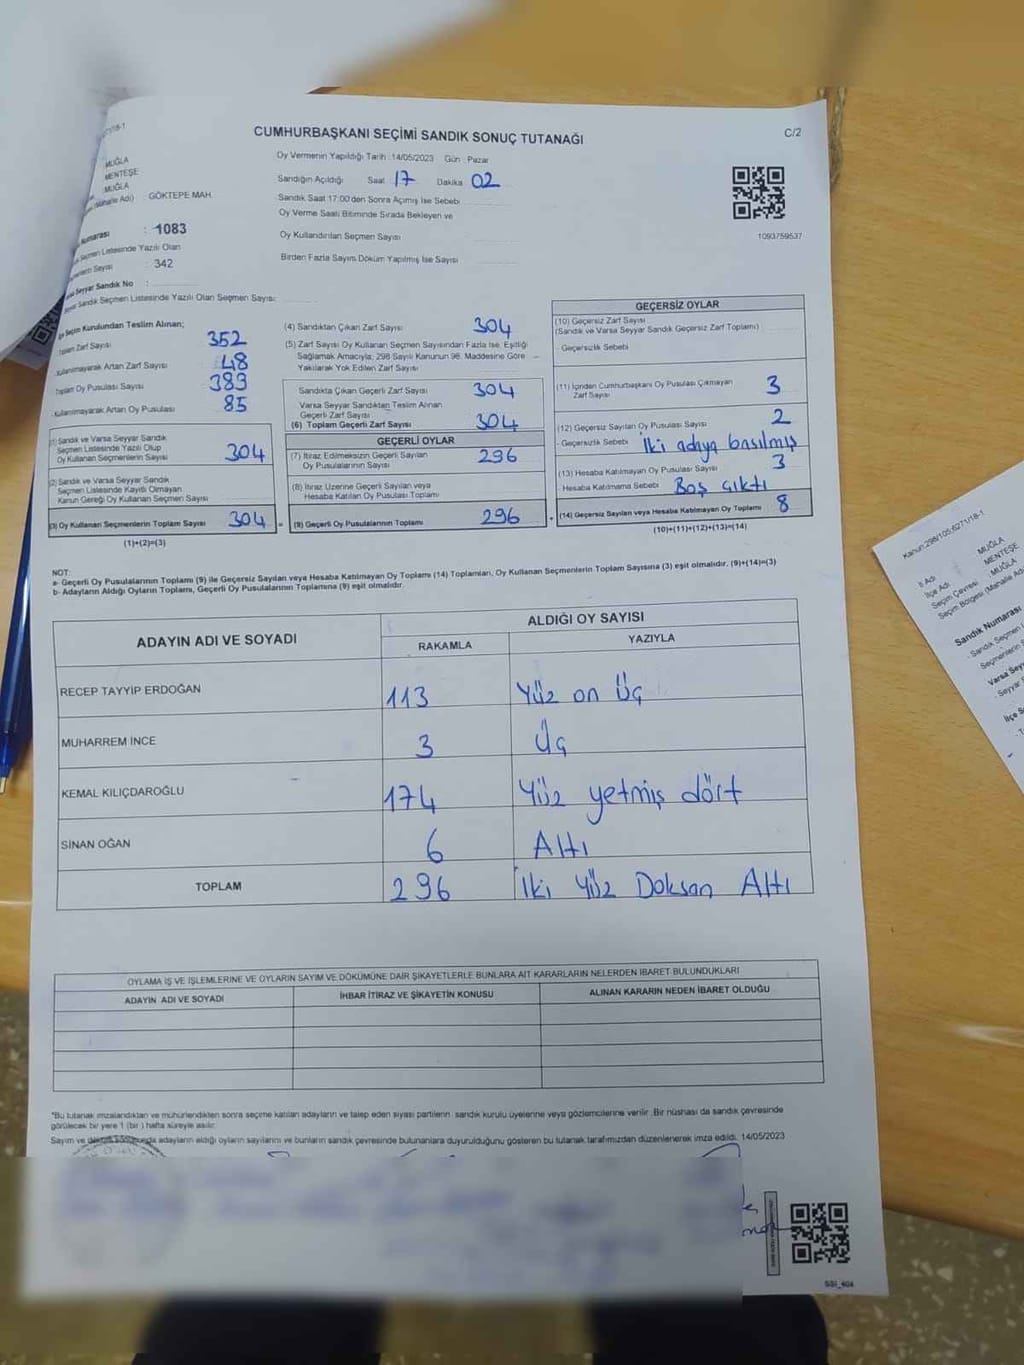 CUMHURBAŞKANI SEÇİMİ SANDIK SONUÇ TUTANAĞI
C/2
MUĞLA
MENTEŞE
MUĞLA
GÖKTEPE MAH
: 1083
Seçmen Listesinde Yazılı Olan
Seçmenlerin Sayısı : 342
Seyyar Sandık No :
Seyyar Sandık Seçmen Listesinde Yazılı Olan Seçmen Sayısı:
Oy Vermenin Yapıldığı Tarih :14/05/2023 Gün : Pazar
Sandığın Açıldığı Saat 17 Dakika 02
Sandık Saat 17:00'den Sonra Açılmış İse Sebebi
Oy Verme Saati Bitiminde Sırada Bekleyen ve
Oy Kullandırılan Seçmen Sayısı
Birden Fazla Sayım Döküm Yapılmış İse Sayısı
1093759537
Seçim Kurulundan Teslim Alınan;
Toplam Zarf Sayısı 352
Kullanılmayarak Artan Zarf Sayısı 48
Toplam Oy Pusulası Sayısı 389
Kullanılmayarak Artan Oy Pusulası 85
(1) Sandık ve Varsa Seyyar Sandık
Seçmen Listesinde Yazılı Olup
Oy Kullanan Seçmenlerin Sayısı 304
(2) Sandık ve Varsa Seyyar Sandık
Seçmen Listesinde Kayıtlı Olmayan
Kanun Gereği Oy Kullanan Seçmen Sayısı
(3) Oy Kullanan Seçmenlerin Toplam Sayısı 304 =
(1)+(2)=(3)
(4) Sandıktan Çıkan Zarf Sayısı 304
(5) Zarf Sayısı Oy Kullanan Seçmen Sayısından Fazla İse, Eşitliği
Sağlamak Amacıyla, 298 Sayılı Kanunun 98. Maddesine Göre
Yakılarak Yok Edilen Zarf Sayısı
Sandıkta Çıkan Geçerli Zarf Sayısı 304
Varsa Seyyar Sandıktan Teslim Alınan
Geçerli Zarf Sayısı
(6) Toplam Geçerli Zarf Sayısı 304
GEÇERLİ OYLAR
(7) İtiraz Edilmeksizin Geçerli Sayılan
Oy Pusulalarının Sayısı 296
(8) İtiraz Üzerine Geçerli Sayılan veya
Hesaba Katılan Oy Pusulası Toplamı
(9) Geçerli Oy Pusulalarının Toplamı 296 +
GEÇERSİZ OYLAR
(10) Geçersiz Zarf Sayısı
(Sandık ve Varsa Seyyar Sandık Geçersiz Zarf Toplamı)
Geçersizlik Sebebi
(11) İçinden Cumhurbaşkanı Oy Pusulası Çıkmayan
Zarf Sayısı 3
(12) Geçersiz Sayılan Oy Pusulası Sayısı 2
Geçersizlik Sebebi İki adaya basılmış
(13) Hesaba Katılmayan Oy Pusulası Sayısı 3
Hesaba Katılmama Sebebi Boş çıktı
(14) Geçersiz Sayılan veya Hesaba Katılmayan Oy Toplamı 8
(10)+(11)+(12)+(13)=(14)
NOT:
a- Geçerli Oy Pusulalarının Toplamı (9) ile Geçersiz Sayılan veya Hesaba Katılmayan Oy Toplamı (14) Toplamları, Oy Kullanan Seçmenlerin Toplam Sayısına (3) eşit olmalıdır. (9)+(14)=(3)
b- Adayların Aldığı Oyların Toplamı, Geçerli Oy Pusulalarının Toplamına (9) eşit olmalıdır.
ADAYIN ADI VE SOYADI ALDIĞI OY SAYISI
RAKAMLA YAZIYLA
RECEP TAYYİP ERDOĞAN 113 Yüz on Üç
MUHARREM İNCE 3 Üç
KEMAL KILIÇDAROĞLU 174 Yüz yetmiş dört
SİNAN OĞAN 6 Altı
TOPLAM 296 İki Yüz Doksan Altı
OYLAMA İŞ VE İŞLEMLERİNE VE OYLARIN SAYIM VE DÖKÜMÜNE DAİR ŞİKAYETLERLE BUNLARA AİT KARARLARIN NELERDEN İBARET BULUNDUKLARI
ADAYIN ADI VE SOYADI İHBAR İTİRAZ VE ŞİKAYETİN KONUSU ALINAN KARARIN NEDEN İBARET OLDUĞU
*Bu tutanak imzalandıktan ve mühürlendikten sonra seçime katılan adayların ve talep eden siyasi partilerin sandık kurulu üyelerine veya gözlemcilerine verilir. Bir nüshası da sandık çevresinde
görülecek bir yere 1 (bir) hafta süreyle asılır.
Sayım ve döküm sonunda adayların aldığı oyların sayılarını ve bunların sandık çevresinde bulunanlara duyurulduğunu gösteren bu tutanak tarafımızdan düzenlenerek imza edildi. 14/05/2023
SSİ_404
Kanun:298/105;6271/18-1
İl Adı MUĞLA
İlçe Adı MENTEŞE
Seçim Çevresi : MUĞLA
Seçim Bölgesi (Mahalle Adı)
Sandık Numarası